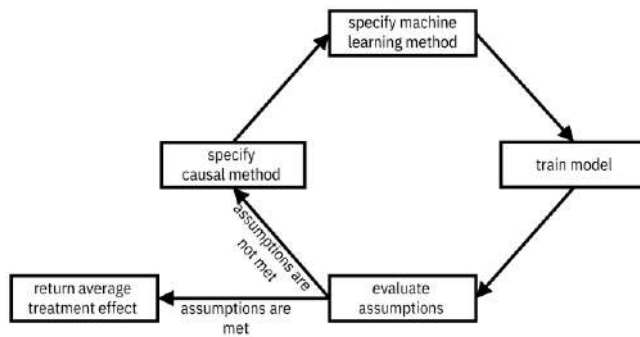 specify machine
learning method
specify
causal method
train model
assumptions are
not met
return average
treatment effect
assumptions are
met
evaluate
assumptions